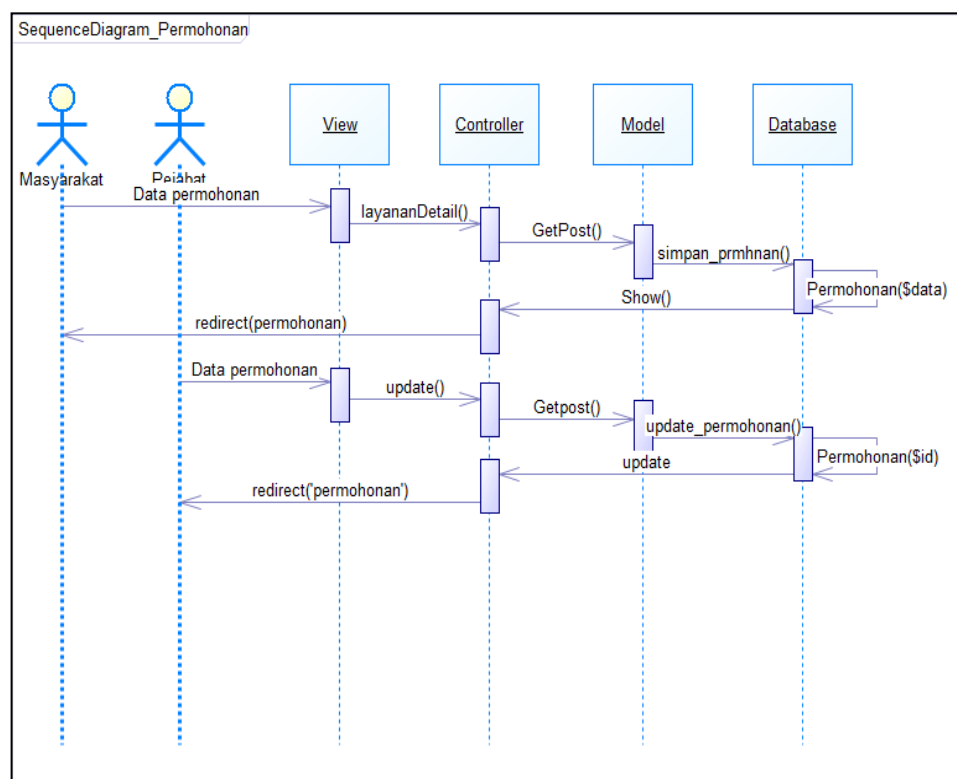 SequenceDiagram_Permohonan
View
Controller
Model
Database
Masyarakat
Pejabat
Data permohonan
layananDetail()
GetPost()
simpan_prmhnan()
Permohonan($data)
Show()
redirect(permohonan)
Data permohonan
update()
Getpost()
update_permohonan()
Permohonan($id)
update
redirect('permohonan')